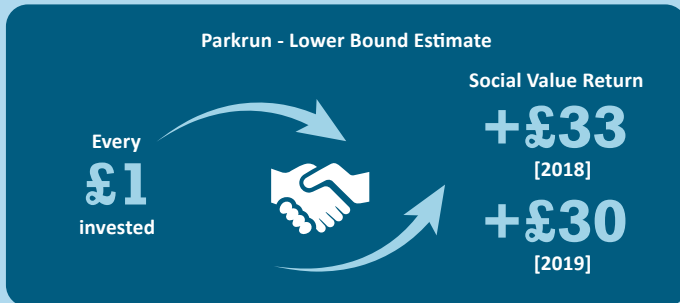 Parkrun - Lower Bound Estimate
Every
£1
invested
Social Value Return
+£33
[2018]
+£30
[2019]